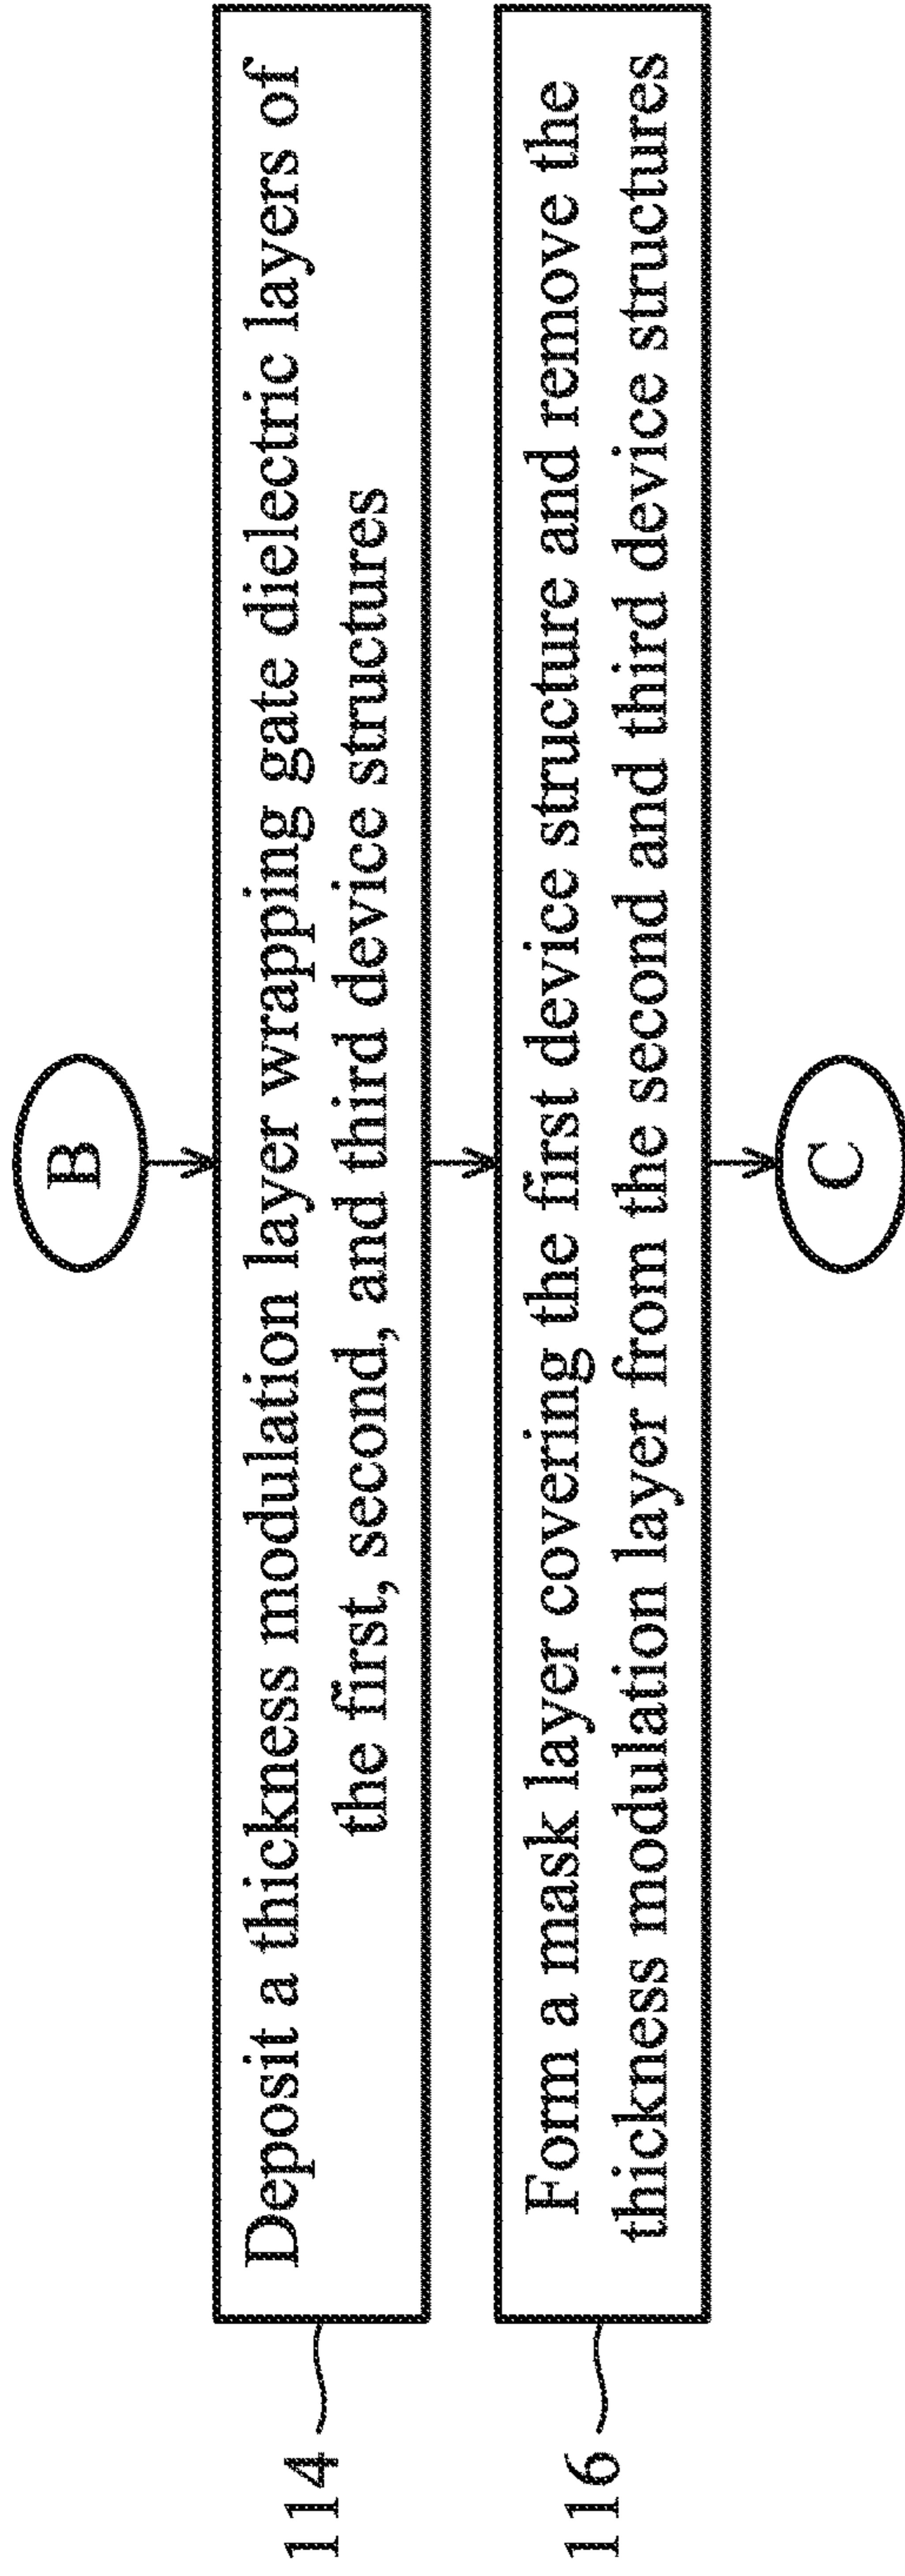 B
114
Deposit a thickness modulation layer wrapping gate dielectric layers of
the first, second, and third device structures
116
Form a mask layer covering the first device structure and remove the
thickness modulation layer from the second and third device structures
C